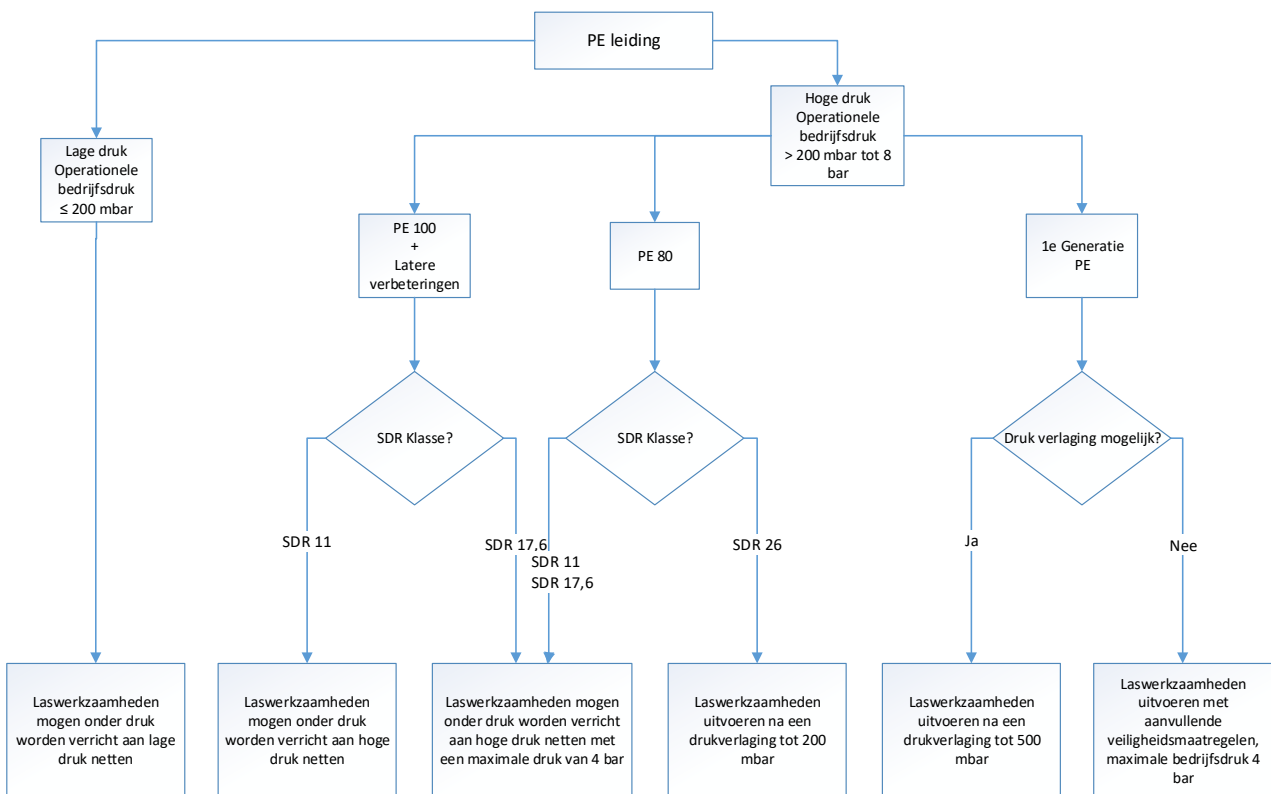 PE leiding
Hoge druk
Operationele
bedrijfsdruk
> 200 mbar tot 8
bar
Lage druk
Operationele
bedrijfsdruk
≤ 200 mbar
PE 100
+
Latere
verbeteringen
PE 80
1e Generatie
PE
SDR Klasse?
SDR Klasse?
Druk verlaging mogelijk?
SDR 11
SDR 17,6
SDR 11
SDR 17,6
SDR 26
Ja
Nee
Laswerkzaamheden
mogen onder druk
worden verricht aan lage
druk netten
Laswerkzaamheden
mogen onder druk
worden verricht aan hoge
druk netten
Laswerkzaamheden mogen
onder druk worden verricht
aan hoge druk netten met
een maximale druk van 4 bar
Laswerkzaamheden
uitvoeren na een
drukverlaging tot 200
mbar
Laswerkzaamheden
uitvoeren na een
drukverlaging tot 500
mbar
Laswerkzaamheden
uitvoeren met
aanvullende
veiligheidsmaatregelen,
maximale bedrijfsdruk 4
bar